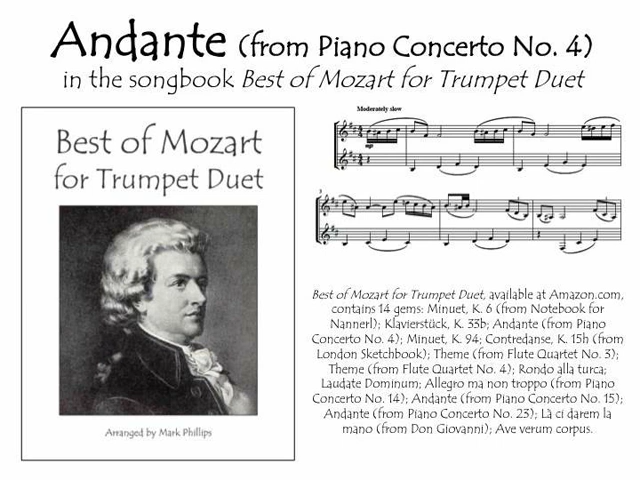 Andante (from Piano Concerto No. 4)
in the songbook Best of Mozart for Trumpet Duet
Best of Mozart
for Trumpet Duet
Arranged by Mark Phillips
Moderately slow
mp
3
Best of Mozart for Trumpet Duet, available at Amazon.com,
contains 14 gems: Minuet, K. 6 (from Notebook for
Nannerl); Klavierstück, K. 33b; Andante (from Piano
Concerto No. 4); Minuet, K. 94; Contredanse, K. 15h (from
London Sketchbook); Theme (from Flute Quartet No. 3);
Theme (from Flute Quartet No. 4); Rondo alla turca;
Laudate Dominum; Allegro ma non troppo (from Piano
Concerto No. 14); Andante (from Piano Concerto No. 15);
Andante (from Piano Concerto No. 23); Là ci darem la
mano (from Don Giovanni); Ave verum corpus.